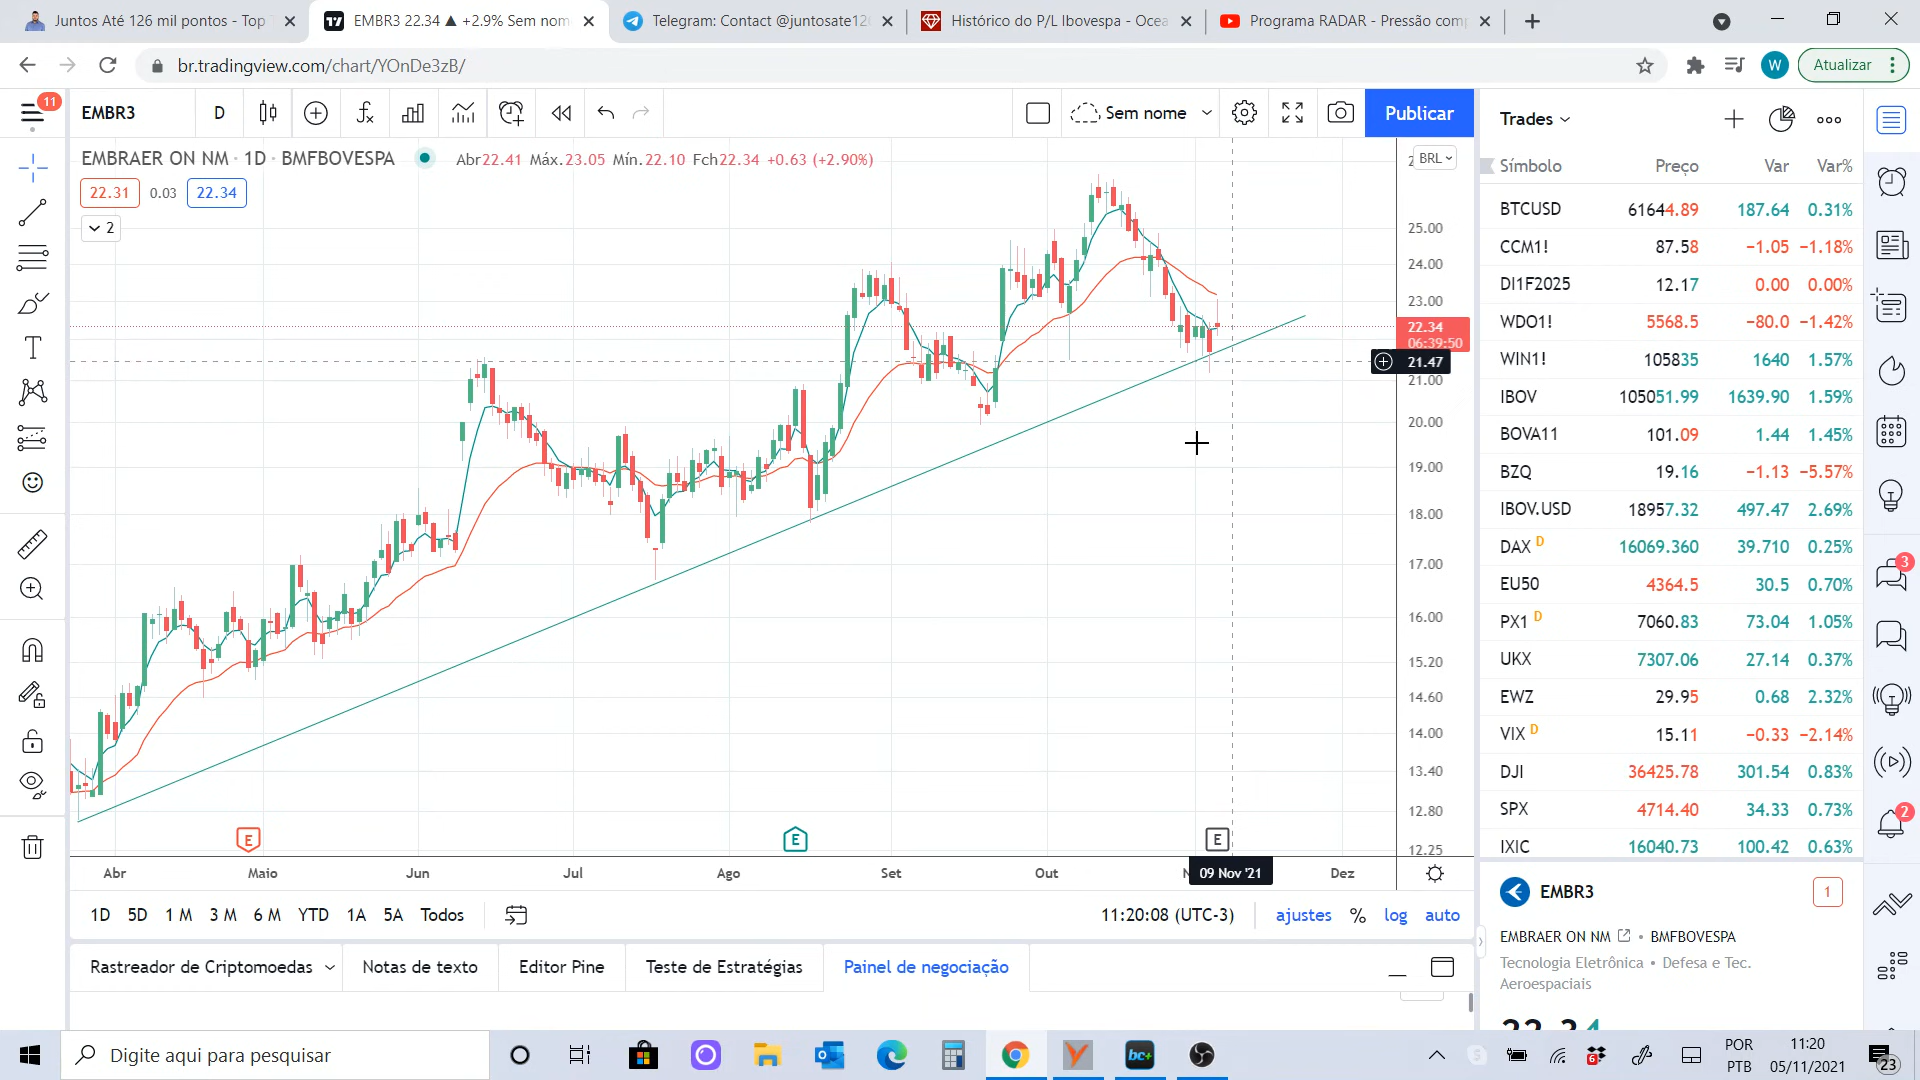 Juntos Até 126 mil pontos - Top
EMBR3 22.34 ▲ +2.9% Sem nom
Telegram: Contact @juntosate126
Histórico do P/L Ibovespa - Ocea
Programa RADAR - Pressão comp
br.tradingview.com/chart/YOnDe3zB/
W
Atualizar
11
EMBR3
D
Sem nome
Publicar
EMBRAER ON NM · 1D · BMFBOVESPA
Abr22.41 Máx.23.05 Mín.22.10 Fch22.34 +0.63 (+2.90%)
BRL
22.31
0.03
22.34
2
25.00
24.00
23.00
22.34
06:39:50
21.47
21.00
20.00
19.00
18.00
17.00
16.00
15.20
14.60
14.00
13.40
12.80
12.25
E
E
E
Abr
Maio
Jun
Jul
Ago
Set
Out
09 Nov '21
Dez
1D
5D
1 M
3 M
6 M
YTD
1A
5A
Todos
11:20:08 (UTC-3)
ajustes
%
log
auto
Rastreador de Criptomoedas
Notas de texto
Editor Pine
Teste de Estratégias
Painel de negociação
Trades
Símbolo Preço Var Var%
BTCUSD 61644.89 187.64 0.31%
CCM1! 87.58 −1.05 −1.18%
DI1F2025 12.17 0.00 0.00%
WDO1! 5568.5 −80.0 −1.42%
WIN1! 105835 1640 1.57%
IBOV 105051.99 1639.90 1.59%
BOVA11 101.09 1.44 1.45%
BZQ 19.16 −1.13 −5.57%
IBOV.USD 18957.32 497.47 2.69%
DAX D 16069.360 39.710 0.25%
EU50 4364.5 30.5 0.70%
PX1 D 7060.83 73.04 1.05%
UKX 7307.06 27.14 0.37%
EWZ 29.95 0.68 2.32%
VIX D 15.11 −0.33 −2.14%
DJI 36425.78 301.54 0.83%
SPX 4714.40 34.33 0.73%
IXIC 16040.73 100.42 0.63%
EMBR3
1
EMBRAER ON NM • BMFBOVESPA
Tecnologia Eletrônica • Defesa e Tec.
Aeroespaciais
22.34
3
2
Digite aqui para pesquisar
bc+
6
POR
PTB
11:20
05/11/2021
23